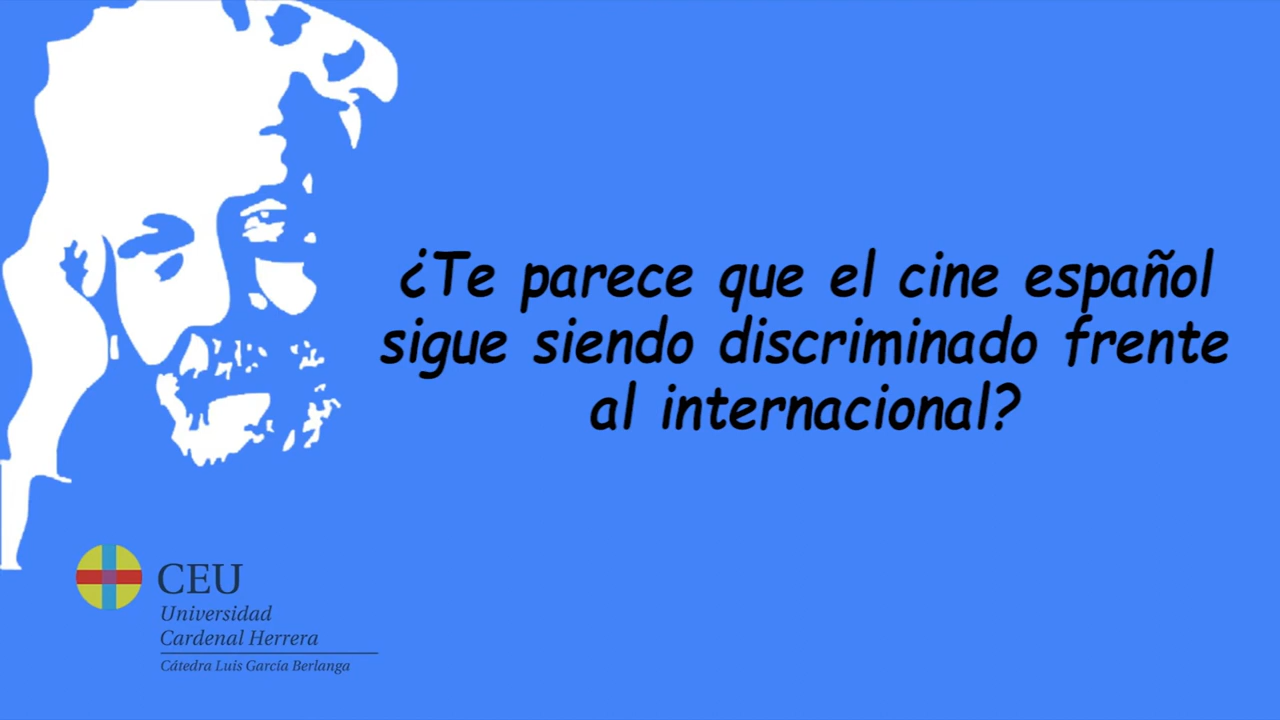 ¿Te parece que el cine español
sigue siendo discriminado frente
al internacional?
CEU
Universidad
Cardenal Herrera
Cátedra Luis García Berlanga